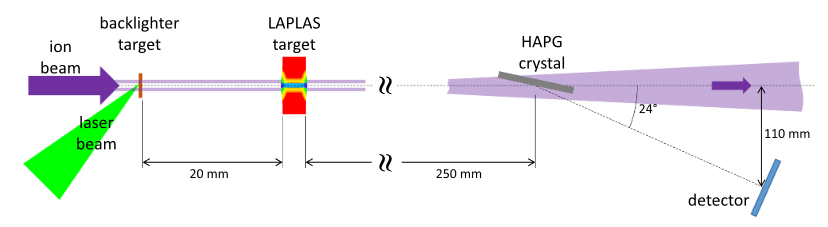 backlighter
target
LAPLAS
target
ion
beam
HAPG
crystal
laser
beam
24°
110 mm
20 mm
250 mm
detector